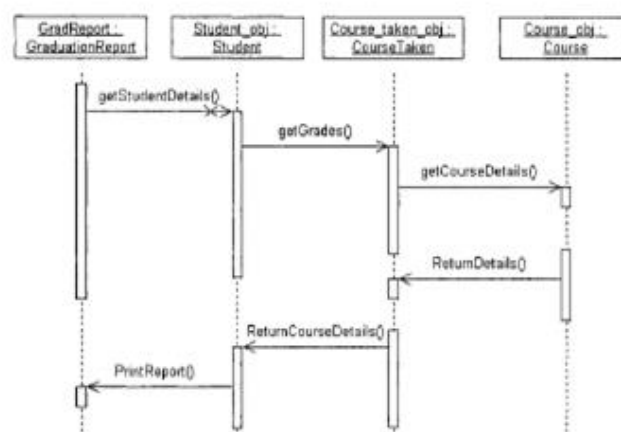 GradReport :
GraduationReport
Student_obj :
Student
Course_taken_obj :
CourseTaken
Course_obj :
Course
getStudentDetails()
getGrades()
getCourseDetails()
ReturnDetails()
ReturnCourseDetails()
PrintReport()